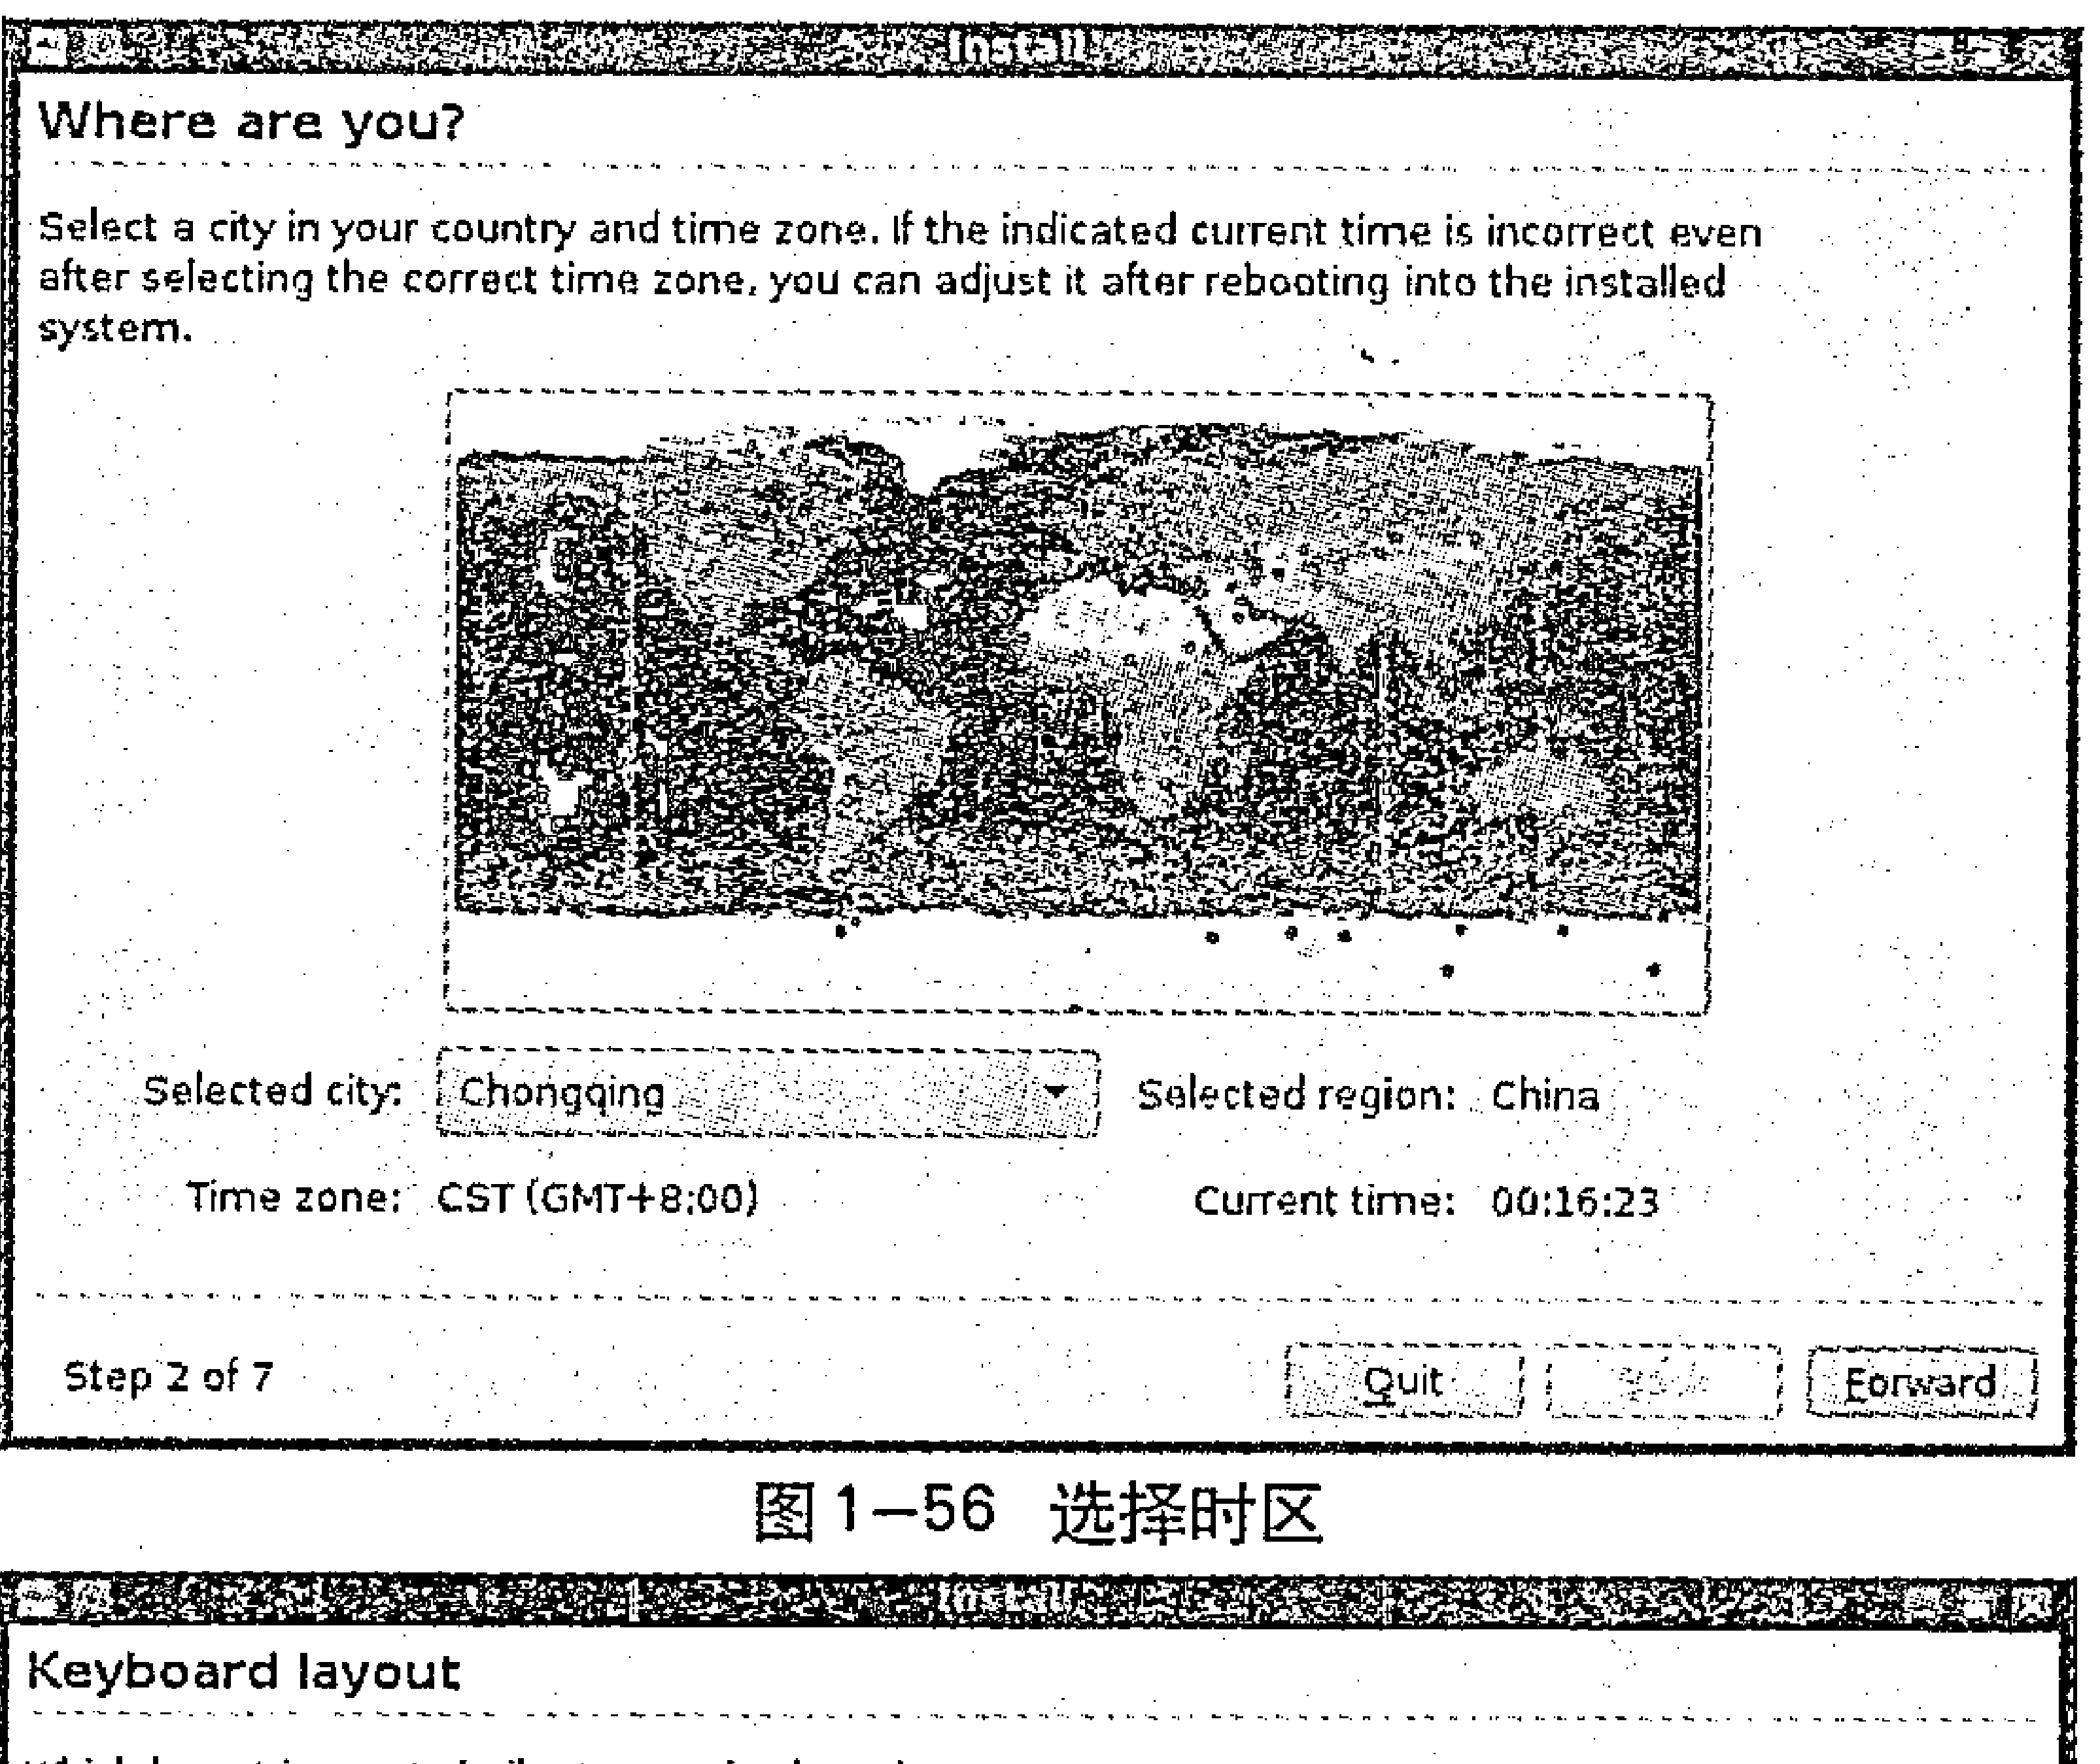 Install
Where are you?
Select a city in your country and time zone. If the indicated current time is incorrect even
after selecting the correct time zone, you can adjust it after rebooting into the installed
system.
Selected city: Chongqing Selected region: China
Time zone: CST (GMT+8:00) Current time: 00:16:23
Step 2 of 7 Quit Forward
图1—56 选择时区
Install
Keyboard layout